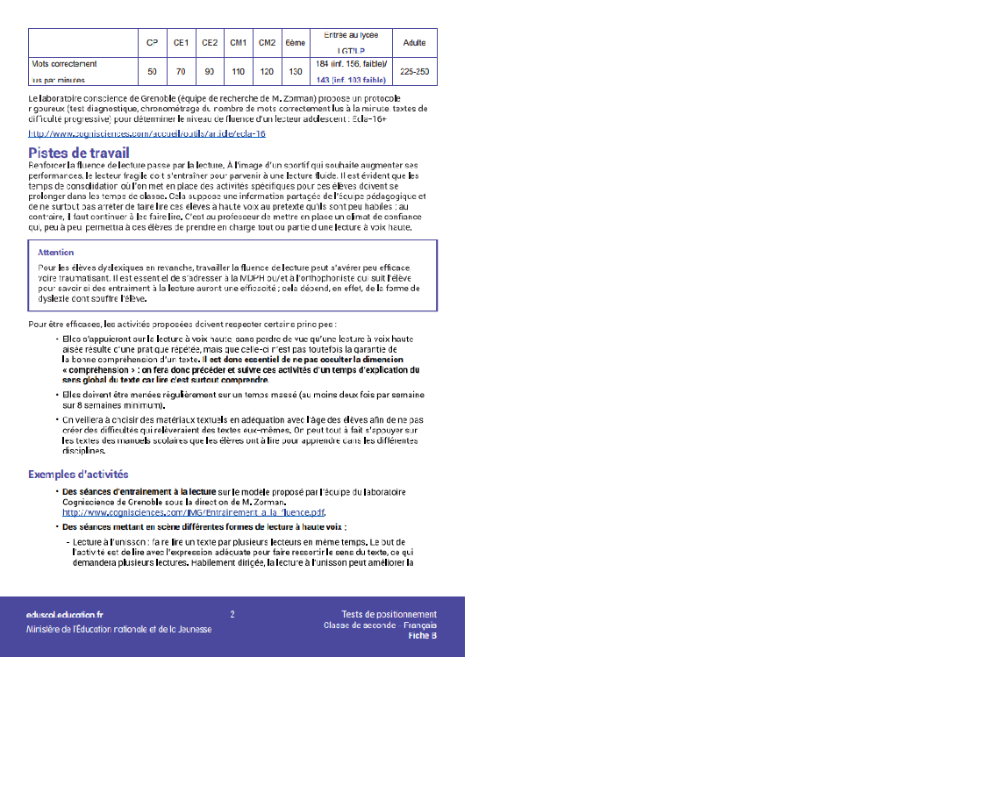 CP CE1 CE2 CM1 CM2 6ème Entrée au lycée LGT/LP Adulte
Mots correctement lus par minutes 50 70 90 110 120 130 184 (inf. 156, faible)/ 143 (inf. 103 faible) 225-250
Le laboratoire conscience de Grenoble (équipe de recherche de M. Zorman) propose un protocole
rigoureux (test diagnostique, chronométrage du nombre de mots correctement lus à la minute, textes de
difficulté progressive) pour déterminer le niveau de fluence d'un lecteur adolescent : Ecla-16+
http://www.cognisciences.com/accueil/outils/article/ecla-16
Pistes de travail
Renforcer la fluence de lecture passe par la lecture. À l'image d'un sportif qui souhaite augmenter ses
performances, le lecteur fragile doit s'entraîner pour parvenir à une lecture fluide. Il est évident que les
temps de consolidation où l'on met en place des activités spécifiques pour ces élèves doivent se
prolonger dans les temps de classe. Cela suppose une information partagée de l'équipe pédagogique et
de ne surtout pas arrêter de faire lire ces élèves à haute voix au prétexte qu'ils sont peu habiles ; au
contraire, il faut continuer à les faire lire. C'est au professeur de mettre en place un climat de confiance
qui, peu à peu, permettra à ces élèves de prendre en charge tout ou partie d'une lecture à voix haute.
Attention
Pour les élèves dyslexiques en revanche, travailler la fluence de lecture peut s'avérer peu efficace,
voire traumatisant. Il est essentiel de s'adresser à la MDPH ou/et à l'orthophoniste qui suit l'élève
pour savoir si des entraiment à la lecture auront une efficacité ; cela dépend, en effet, de la forme de
dyslexie dont souffre l'élève.
Pour être efficaces, les activités proposées doivent respecter certains principes :
• Elles s'appuieront sur la lecture à voix haute, sans perdre de vue qu'une lecture à voix haute
aisée résulte d'une pratique répétée, mais que celle-ci n'est pas toutefois la garantie de
la bonne compréhension d'un texte. Il est donc essentiel de ne pas occulter la dimension
« compréhension » : on fera donc précéder et suivre ces activités d'un temps d'explication du
sens global du texte car lire c'est surtout comprendre.
• Elles doivent être menées régulièrement sur un temps massé (au moins deux fois par semaine
sur 8 semaines minimum).
• On veillera à choisir des matériaux textuels en adéquation avec l'âge des élèves afin de ne pas
créer des difficultés qui relèveraient des textes eux-mêmes. On peut tout à fait s'appuyer sur
les textes des manuels scolaires que les élèves ont à lire pour apprendre dans les différentes
disciplines.
Exemples d'activités
• Des séances d'entrainement à la lecture sur le modèle proposé par l'équipe du laboratoire
Cogniscience de Grenoble sous la direction de M. Zorman.
http://www.cognisciences.com/IMG/Entrainement_a_la_fluence.pdf.
• Des séances mettant en scène différentes formes de lecture à haute voix :
- Lecture à l'unisson : faire lire un texte par plusieurs lecteurs en même temps. Le but de
l'activité est de lire avec l'expression adéquate pour faire ressortir le sens du texte, ce qui
demandera plusieurs lectures. Habilement dirigée, la lecture à l'unisson peut améliorer la
eduscol.education.fr
Ministère de l'Éducation nationale et de la Jeunesse
2
Tests de positionnement
Classe de seconde - Français
Fiche B